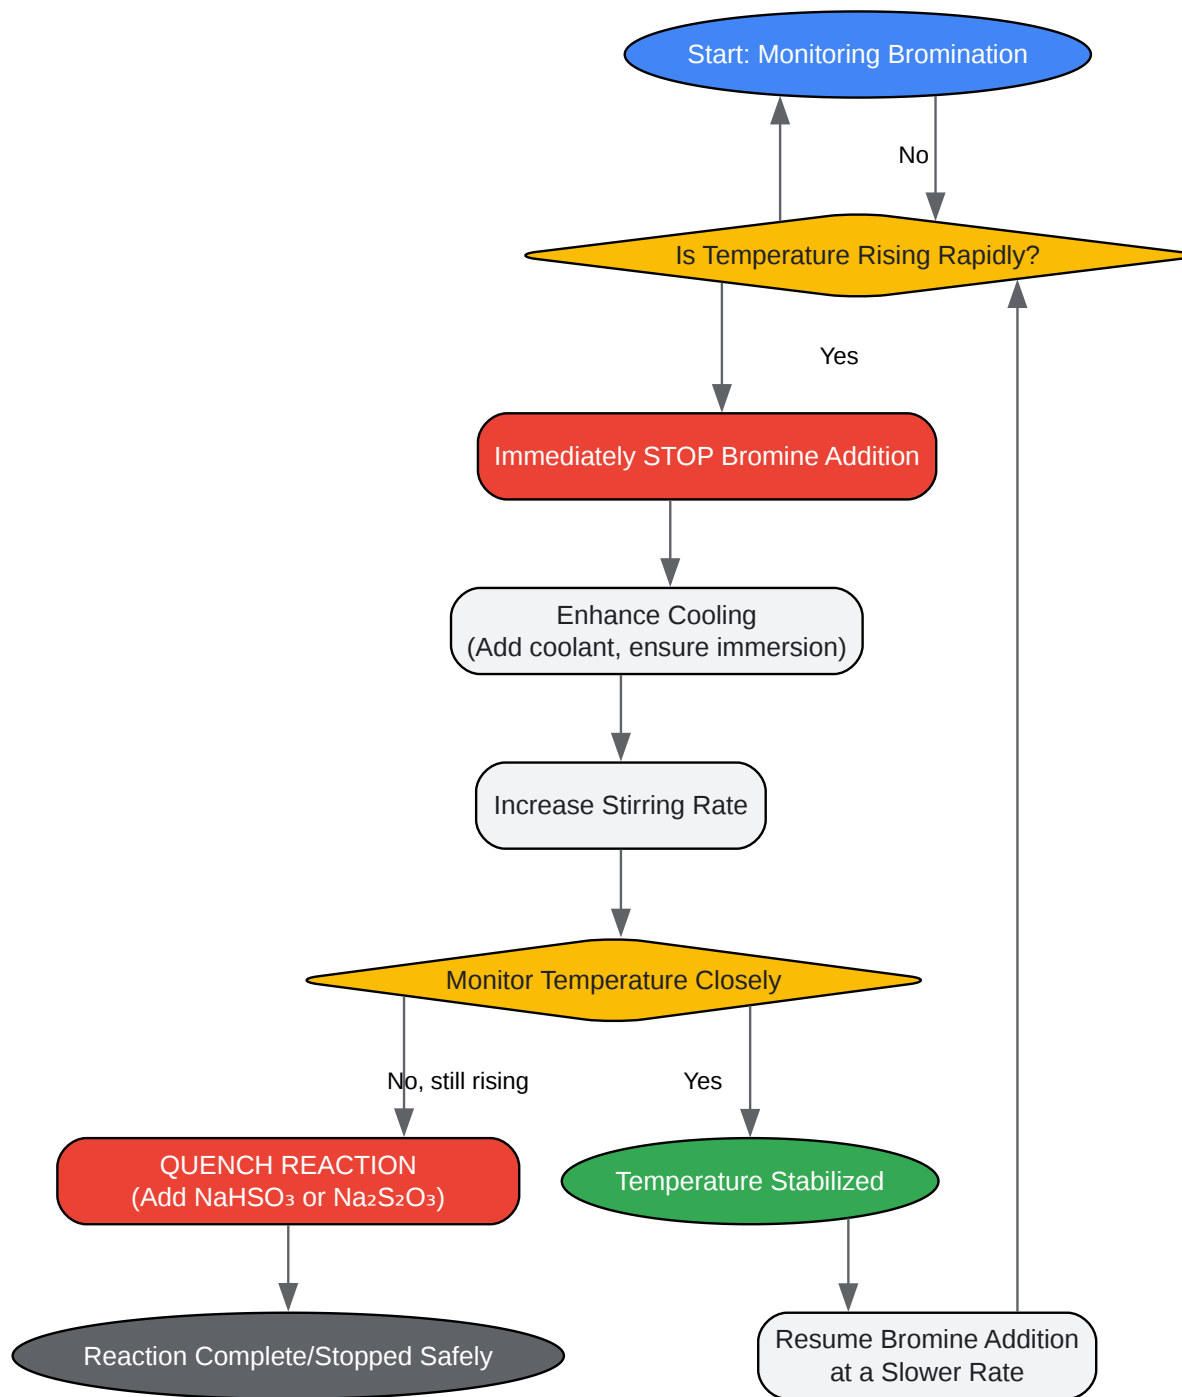 Start: Monitoring Bromination
No
Is Temperature Rising Rapidly?
Yes
Immediately STOP Bromine Addition
Enhance Cooling
(Add coolant, ensure immersion)
Increase Stirring Rate
Monitor Temperature Closely
No, still rising
Yes
QUENCH REACTION
(Add NaHSO₃ or Na₂S₂O₃)
Temperature Stabilized
Reaction Complete/Stopped Safely
Resume Bromine Addition
at a Slower Rate